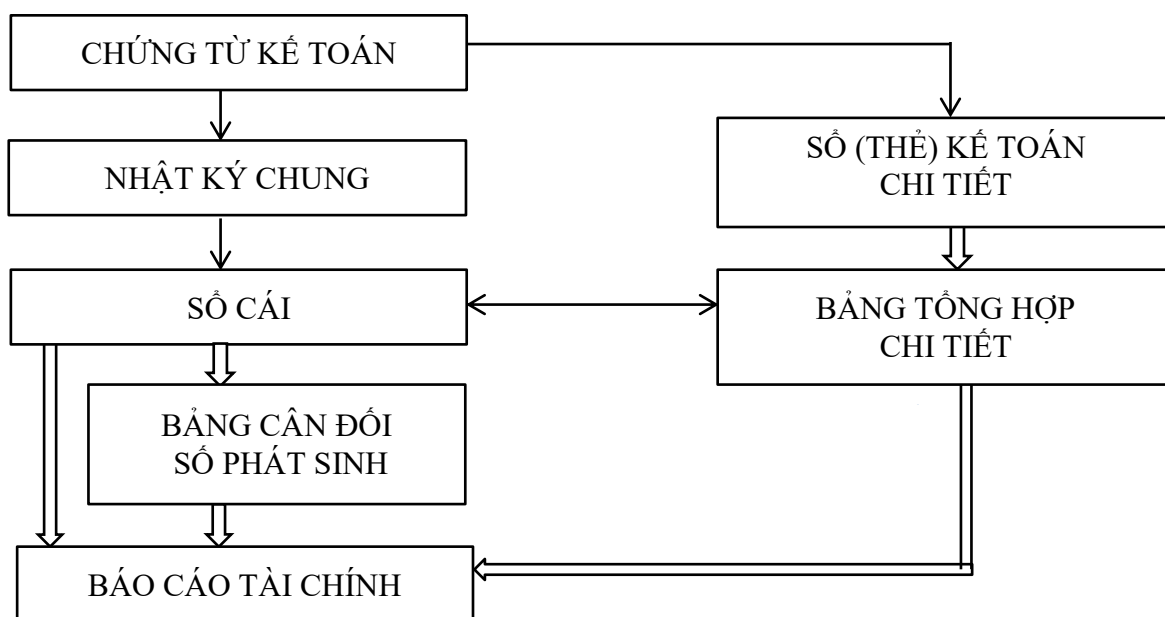 CHỨNG TỪ KẾ TOÁN
NHẬT KÝ CHUNG
SỔ (THẺ) KẾ TOÁN
CHI TIẾT
SỔ CÁI
BẢNG TỔNG HỢP
CHI TIẾT
BẢNG CÂN ĐỐI
SỐ PHÁT SINH
BÁO CÁO TÀI CHÍNH